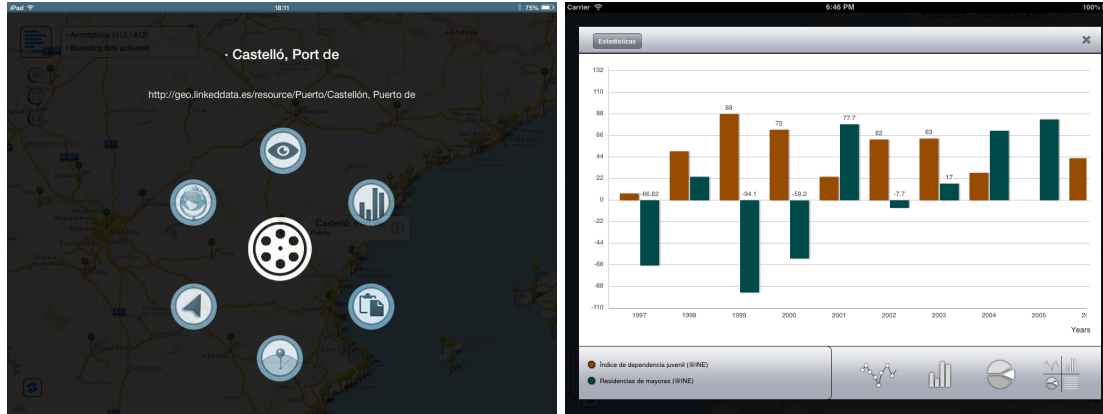 iPad
18:11
75%
· Annotations (412 / 412)
· Bounding Box activated
· Castelló, Port de
http://geo.linkeddata.es/resource/Puerto/Castellón, Puerto de
· Castelló,
Puerto
Carrier
6:46 PM
100%
Estadísticas
132
110
88
66
44
22
0
-22
-44
-66
-88
-110
-66.62
88
-94.1
72
-59.2
77.7
62
-7.7
63
17
1997
1998
1999
2000
2001
2002
2003
2004
2005
20
Years
Índice de dependencia juvenil (@INE)
Residencias de mayores (@INE)